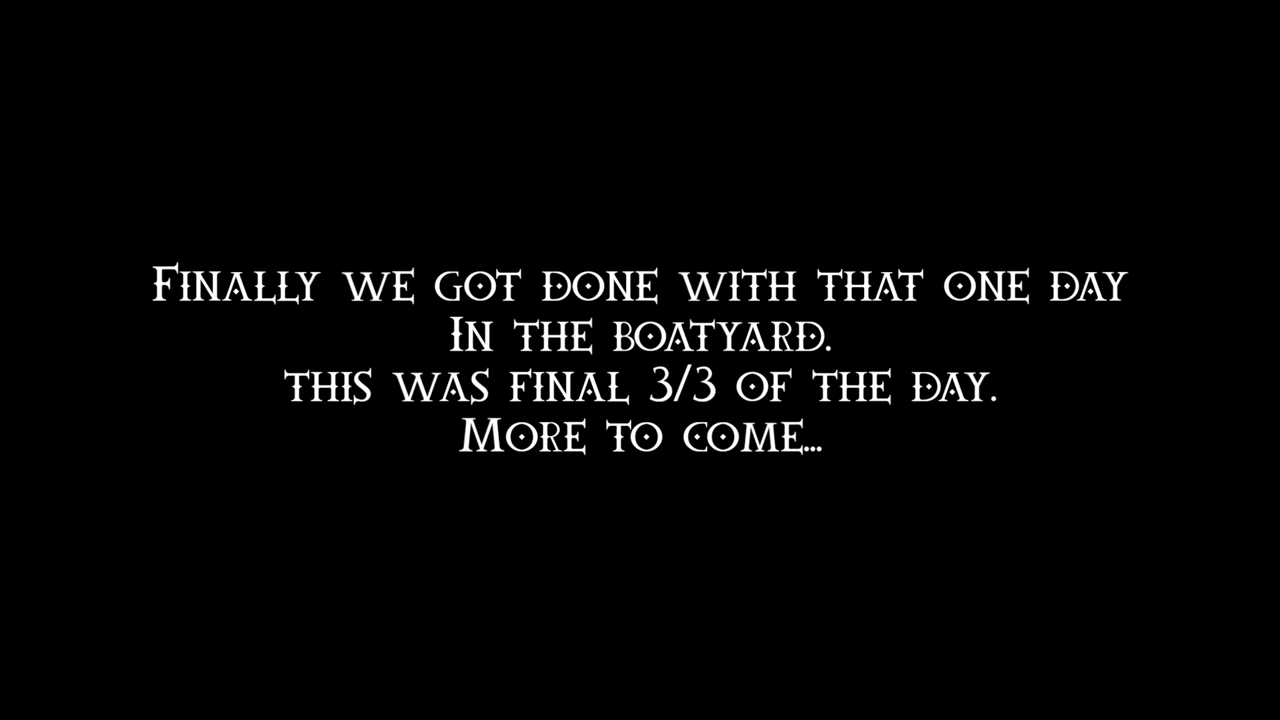 Finally we got done with that one day
In the boatyard.
this was final 3/3 of the day.
More to come...